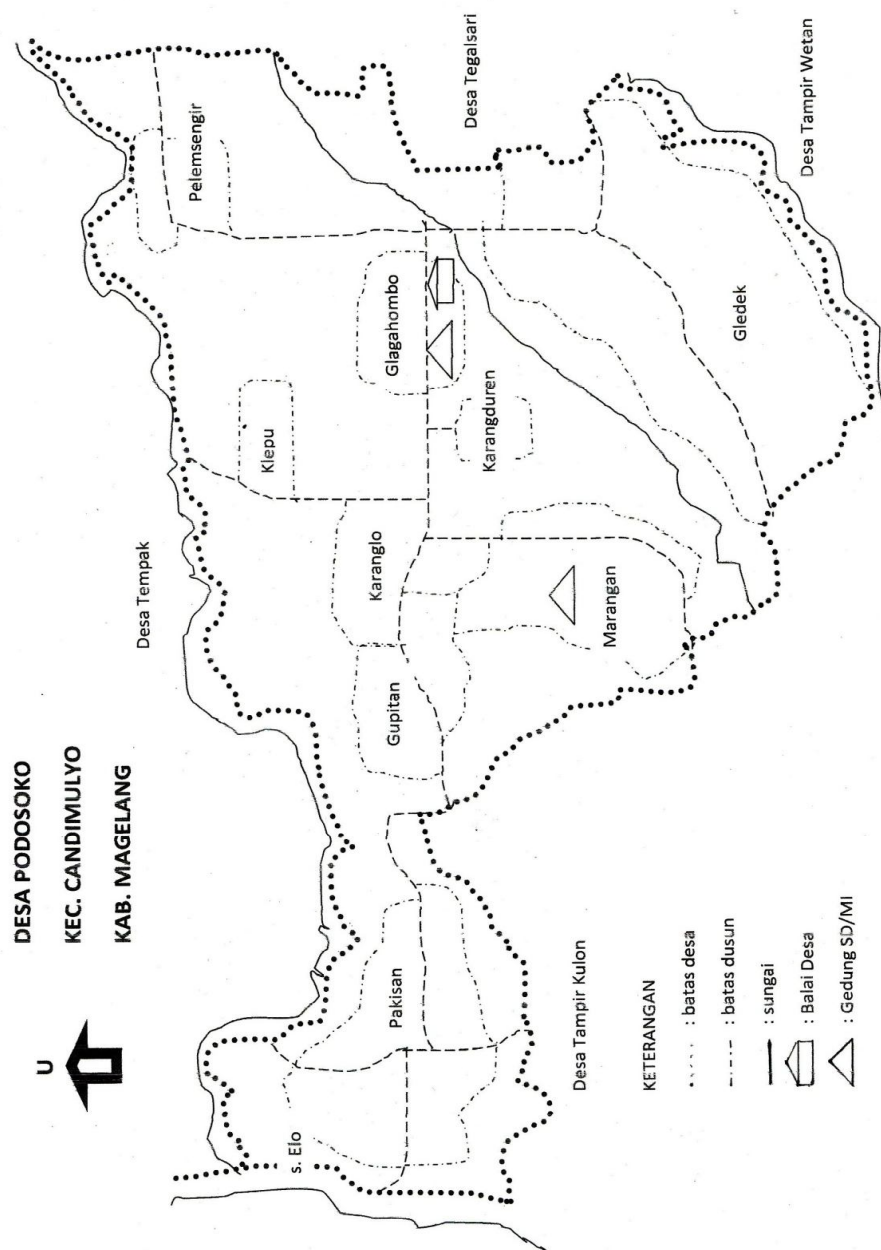 DESA PODOSOKO
KEC. CANDIMULYO
KAB. MAGELANG
U
Desa Tempak
Pelemsengir
Klepu
Glagahombo
Karanglo
Gupitan
Karangduren
Marangan
Gledek
Pakisan
s. Elo
Desa Tegalsari
Desa Tampir Wetan
Desa Tampir Kulon
KETERANGAN
: batas desa
: batas dusun
: sungai
: Balai Desa
: Gedung SD/MI